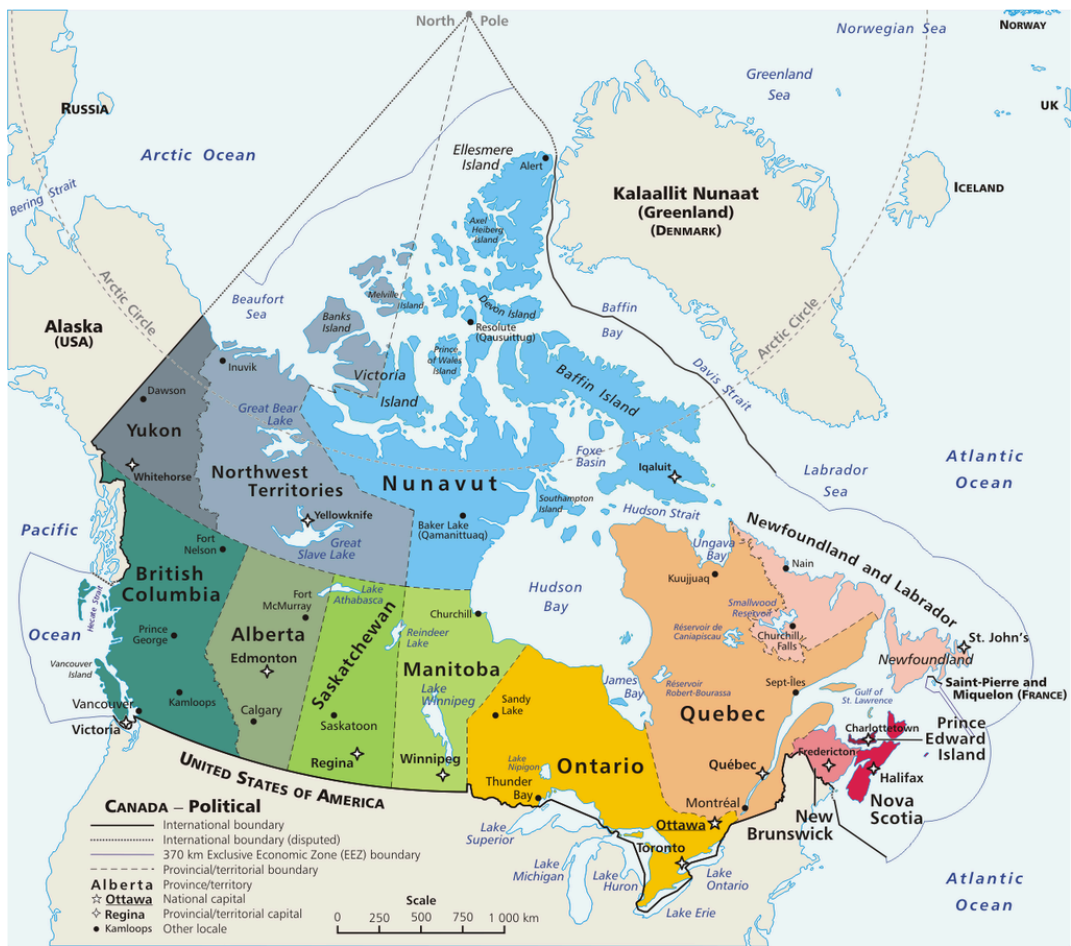 North Pole
Norwegian Sea
NORWAY
Greenland
Sea
RUSSIA
UK
Arctic Ocean
Ellesmere
Island
Alert
Bering Strait
Kalaallit Nunaat
(Greenland)
(DENMARK)
ICELAND
Axel
Heiberg
Island
Arctic Circle
Beaufort
Sea
Melville
Island
Devon Island
Baffin
Bay
Arctic Circle
Alaska
(USA)
Banks
Island
Resolute
(Qausuittuq)
Prince
of Wales
Island
Inuvik
Victoria
Island
Baffin Island
Davis Strait
Dawson
Great Bear
Lake
Yukon
Foxe
Basin
Iqaluit
Labrador
Sea
Atlantic
Ocean
Whitehorse
Northwest
Territories
Nunavut
Southampton
Island
Hudson Strait
Yellowknife
Baker Lake
(Qamanittuaq)
Pacific
Ocean
Great
Slave Lake
Fort
Nelson
Ungava
Bay
Newfoundland and Labrador
Nain
Kuujjuaq
British
Columbia
Hecate Strait
Lake
Athabasca
Hudson
Bay
Fort
McMurray
Smallwood
Reservoir
Réservoir de
Caniapiscau
Churchill
Churchill
Falls
Prince
George
Alberta
Edmonton
Saskatchewan
Reindeer
Lake
St. John's
Newfoundland
Vancouver
Island
Manitoba
James
Bay
Réservoir
Robert-Bourassa
Sept-Îles
Saint-Pierre and
Miquelon (FRANCE)
Kamloops
Lake
Winnipeg
Sandy
Lake
Gulf of
St. Lawrence
Vancouver
Victoria
Calgary
Saskatoon
Quebec
Charlottetown
Prince
Edward
Island
Regina
Winnipeg
Lake
Nipigon
Ontario
Québec
Fredericton
Halifax
UNITED STATES OF AMERICA
Thunder
Bay
Montréal
New
Brunswick
Nova
Scotia
Ottawa
Lake
Superior
Toronto
Lake
Michigan
Lake
Huron
Lake
Ontario
Lake Erie
Atlantic
Ocean
CANADA – Political
International boundary
International boundary (disputed)
370 km Exclusive Economic Zone (EEZ) boundary
Provincial/territorial boundary
Alberta Province/territory
Ottawa National capital
Regina Provincial/territorial capital
Kamloops Other locale
Scale
0 250 500 750 1 000 km